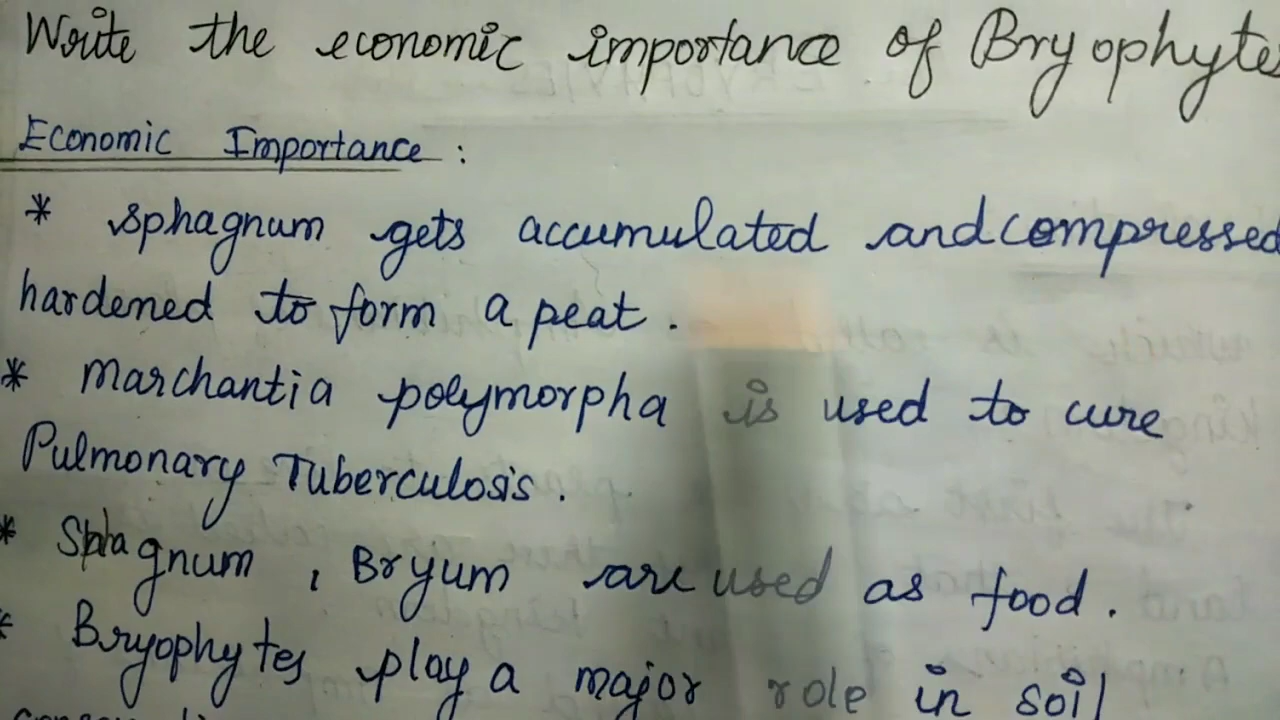 Write the economic importance of Bryophytes
Economic Importance :
* Sphagnum gets accumulated and compressed
hardened to form a peat.
* Marchantia polymorpha is used to cure
Pulmonary Tuberculosis.
* Sphagnum, Bryum are used as food.
* Bryophytes play a major role in soil